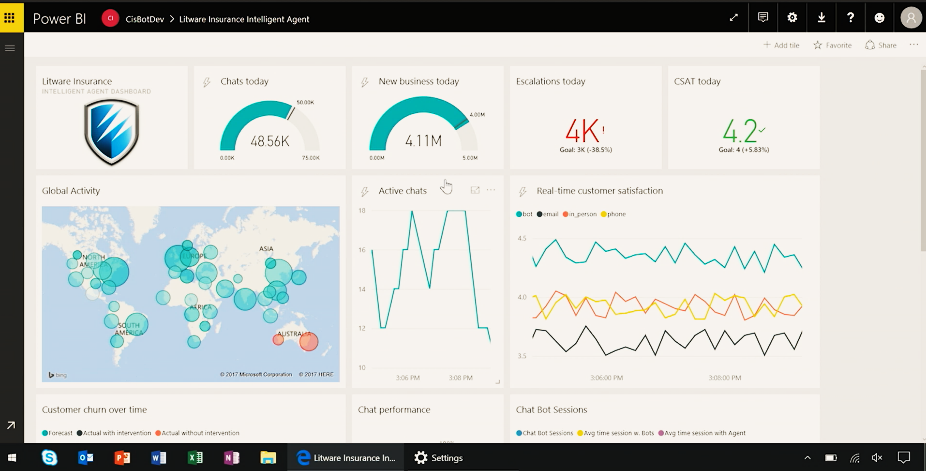 Power BI CI CisBotDev > Litware Insurance Intelligent Agent
+ Add tile Favorite Share ...
Litware Insurance
INTELLIGENT AGENT DASHBOARD
Chats today
50.00K
48.56K
0.00K 75.00K
New business today
4.00M
4.11M
0.00M 5.00M
Escalations today
4K!
Goal: 3K (-38.5%)
CSAT today
4.2
Goal: 4 (+5.83%)
Global Activity
NORTH AMERICA
EUROPE
ASIA
AFRICA
SOUTH AMERICA
AUSTRALIA
bing
© 2017 Microsoft Corporation © 2017 HERE
Active chats
18
16
14
12
10
3:06 PM 3:08 PM
Real-time customer satisfaction
bot email in_person phone
4.5
4.0
3.5
3:06:00 PM 3:08:00 PM
Customer churn over time
Forecast Actual with intervention Actual without intervention
Chat performance
Chat Bot Sessions
Chat Bot Sessions Avg time session w. Bots Avg time session with Agent
Litware Insurance In... Settings